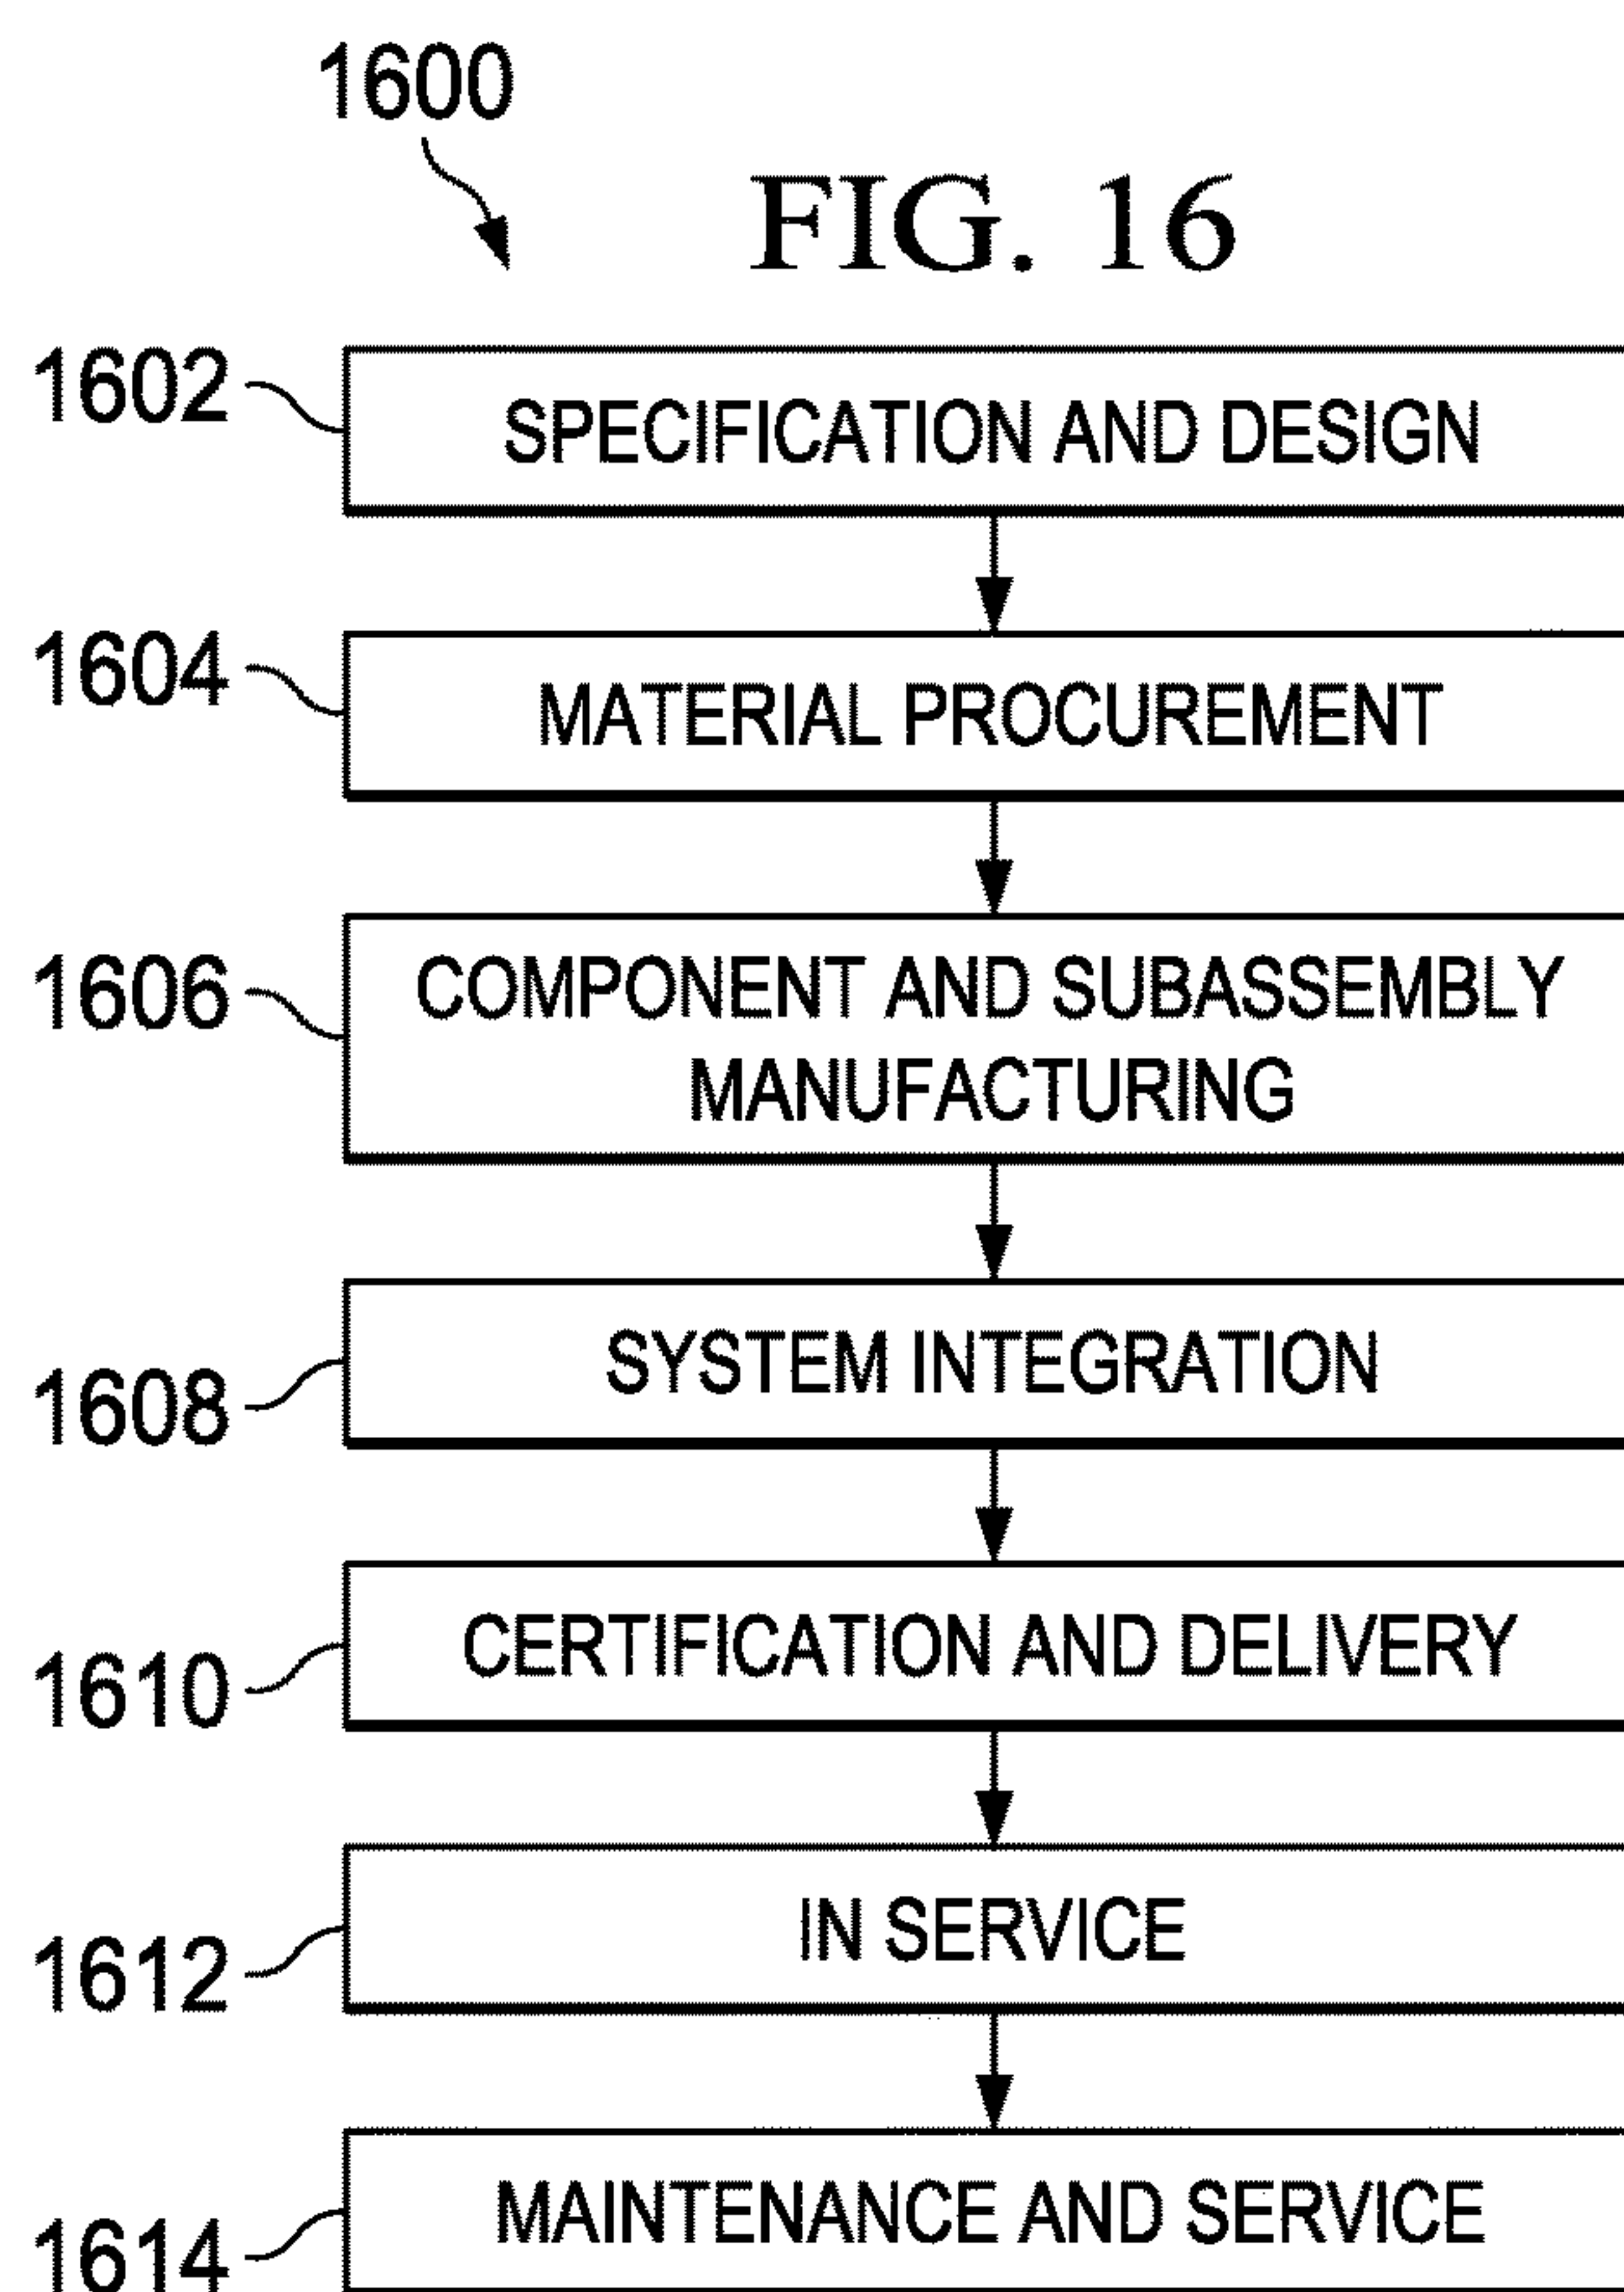 1600
FIG. 16
1602
SPECIFICATION AND DESIGN
1604
MATERIAL PROCUREMENT
1606
COMPONENT AND SUBASSEMBLY
MANUFACTURING
1608
SYSTEM INTEGRATION
1610
CERTIFICATION AND DELIVERY
1612
IN SERVICE
1614
MAINTENANCE AND SERVICE